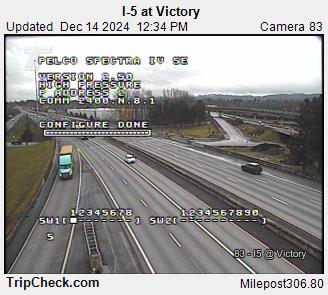 I-5 at Victory
Updated Dec 14 2024 12:34 PM Camera 83
PELCO SPECTRA IV SE
VERSION 2.50
HIGH PRESSURE
P ADDRESS 1
COMM 2400,N,8,1
CONFIGURE DONE
12345678 1234567890
SW1 SW2
S
83 - I5 @ Victory
TripCheck.com Milepost306.80